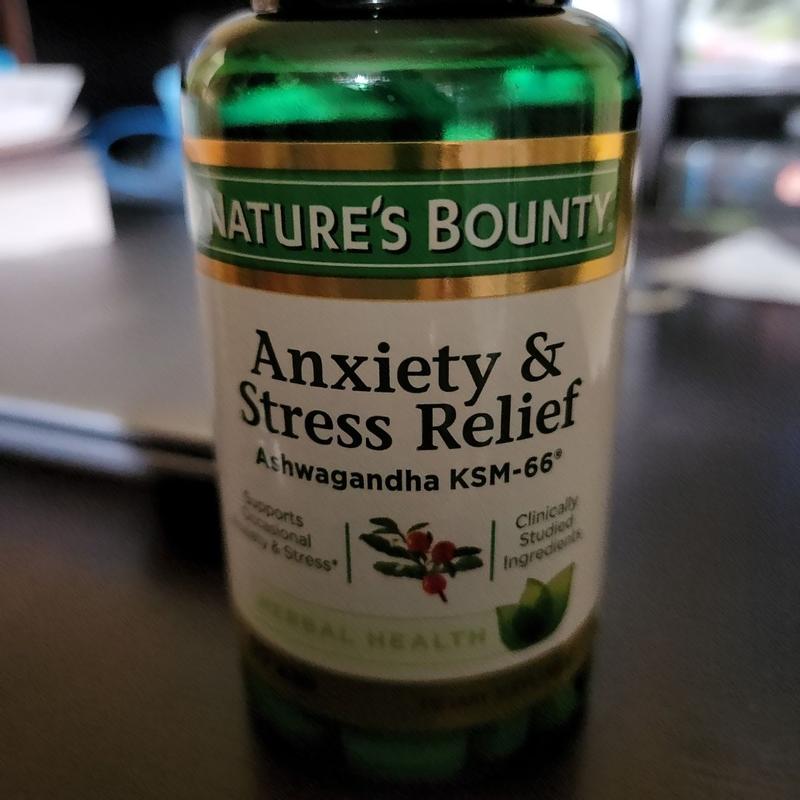 NATURE'S BOUNTY®
Anxiety &
Stress Relief
Ashwagandha KSM-66®
Supports
Occasional
& Stress*
Clinically
Studied
Ingredients
HERBAL HEALTH